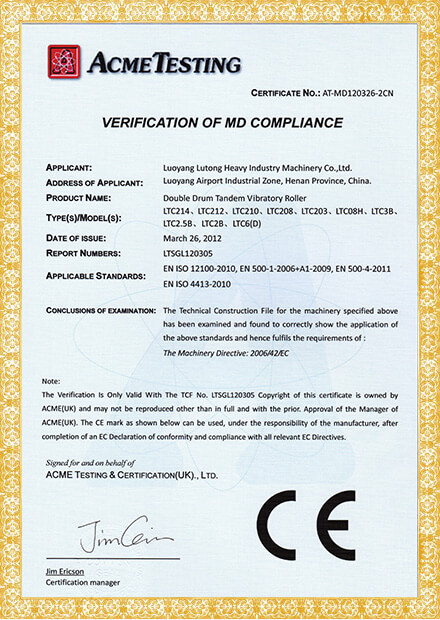 ACMETESTING
CERTIFICATE NO.: AT-MD120326-2CN
VERIFICATION OF MD COMPLIANCE
APPLICANT: Luoyang Lutong Heavy Industry Machinery Co.,Ltd.
ADDRESS OF APPLICANT: Luoyang Airport Industrial Zone, Henan Province, China.
PRODUCT NAME: Double Drum Tandem Vibratory Roller
TYPE(S)/MODEL(S): LTC214、LTC212、LTC210、LTC208、LTC203、LTC08H、LTC3B、
LTC2.5B、LTC2B、LTC6(D)
DATE OF ISSUE: March 26, 2012
REPORT NUMBERS: LTSGL120305
APPLICABLE STANDARDS: EN ISO 12100-2010, EN 500-1-2006+A1-2009, EN 500-4-2011
EN ISO 4413-2010
CONCLUSIONS OF EXAMINATION: The Technical Construction File for the machinery specified above
has been examined and found to correctly show the application of
the above standards and hence fulfils the requirements of :
The Machinery Directive: 2006/42/EC
Note:
The Verification Is Only Valid With The TCF No. LTSGL120305 Copyright of this certificate is owned by
ACME(UK) and may not be reproduced other than in full and with the prior. Approval of the Manager of
ACME(UK). The CE mark as shown below can be used, under the responsibility of the manufacturer, after
completion of an EC Declaration of conformity and compliance with all relevant EC Directives.
Signed for and on behalf of
ACME TESTING & CERTIFICATION(UK)., LTD.
CE
Jim Ericson
Certification manager